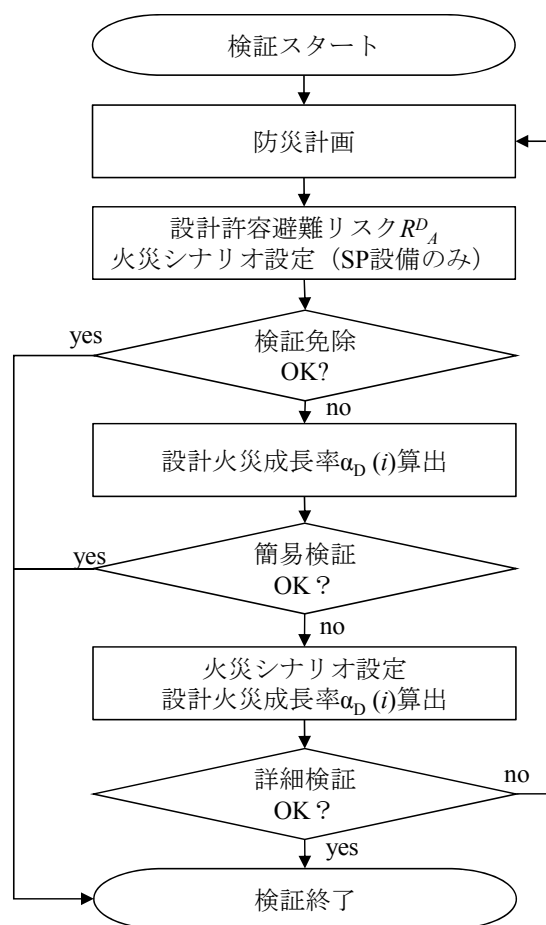 検証スタート
防災計画
設計許容避難リスクR^D_A
火災シナリオ設定（SP設備のみ）
yes
検証免除
OK?
no
設計火災成長率α_D (i)算出
yes
簡易検証
OK？
no
火災シナリオ設定
設計火災成長率α_D (i)算出
詳細検証
OK？
no
yes
検証終了